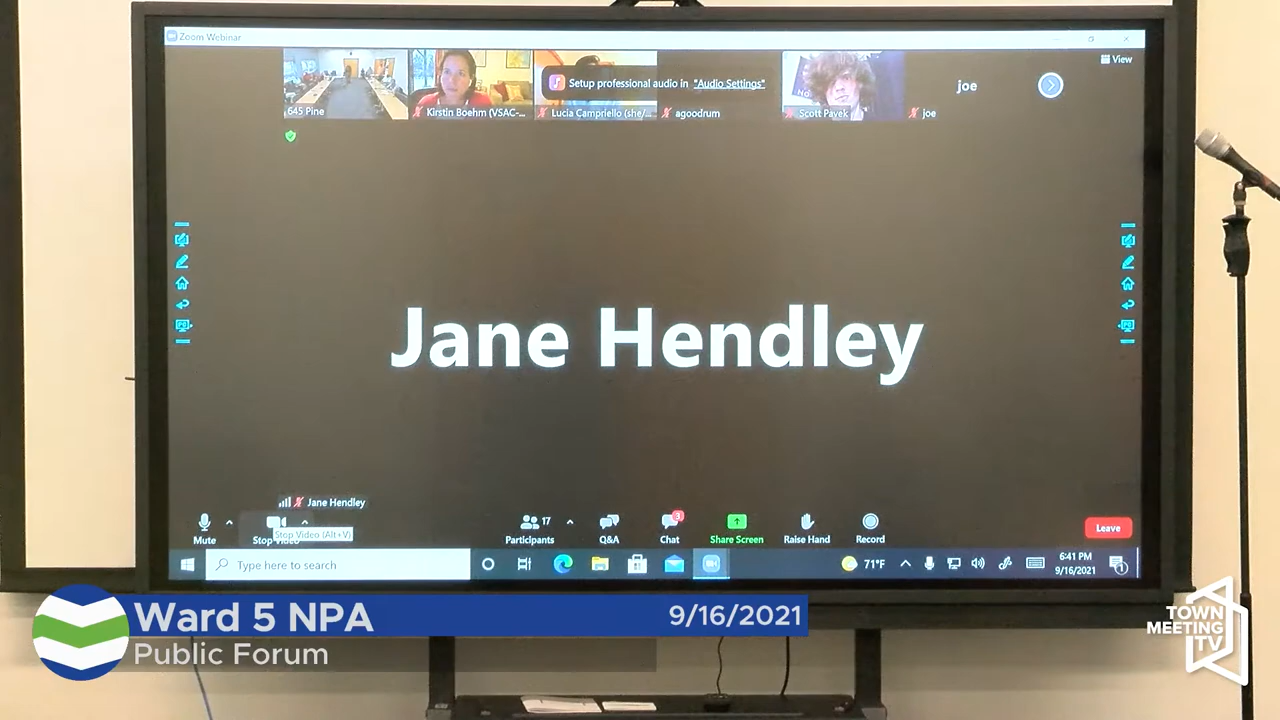 Zoom Webinar
View
Setup professional audio in "Audio Settings"
joe
645 Pine
Kirstin Boehm (VSAC-...
Lucia Campriello (she/...
agoodrum
Scott Pavek
joe
Jane Hendley
Jane Hendley
Mute
Stop Video
Stop Video (Alt+V)
17
Participants
Q&A
3
Chat
Share Screen
Raise Hand
Record
Leave
Type here to search
71°F
6:41 PM
9/16/2021
1
Ward 5 NPA
9/16/2021
Public Forum
TOWN
MEETING
TV